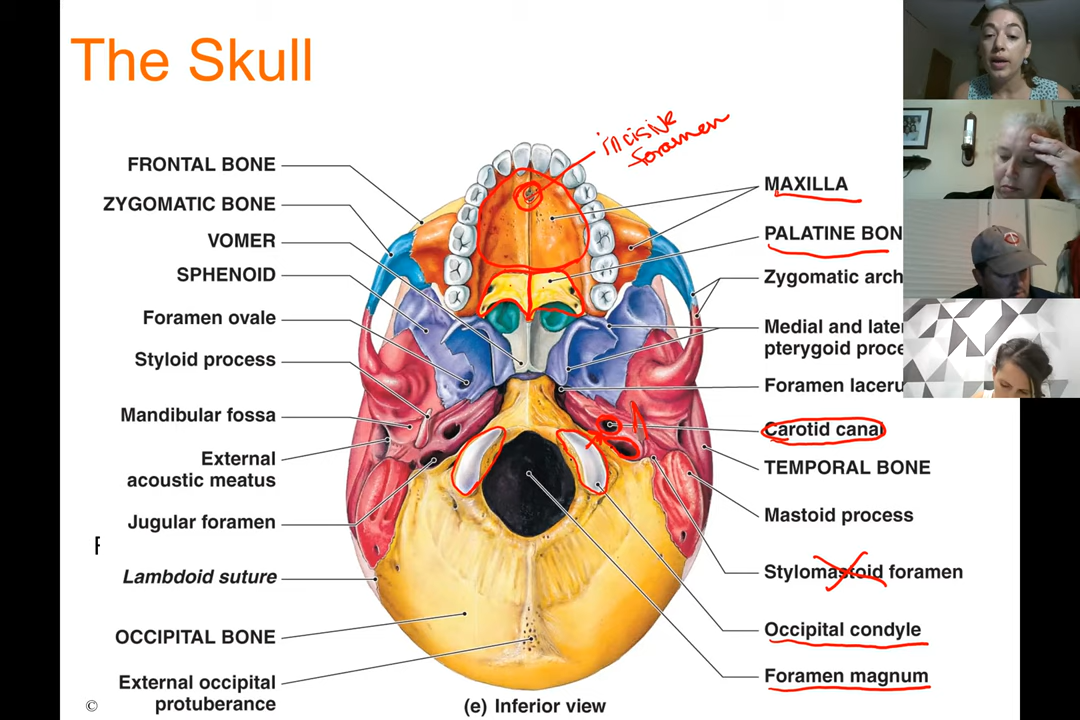 The Skull
incisive
foramen
FRONTAL BONE
ZYGOMATIC BONE
VOMER
SPHENOID
Foramen ovale
Styloid process
Mandibular fossa
External
acoustic meatus
Jugular foramen
F
Lambdoid suture
OCCIPITAL BONE
External occipital
protuberance
©
MAXILLA
PALATINE BON
Zygomatic arch
Medial and late
pterygoid proce
Foramen laceru
Carotid canal
TEMPORAL BONE
Mastoid process
Stylomastoid foramen
Occipital condyle
Foramen magnum
(e) Inferior view